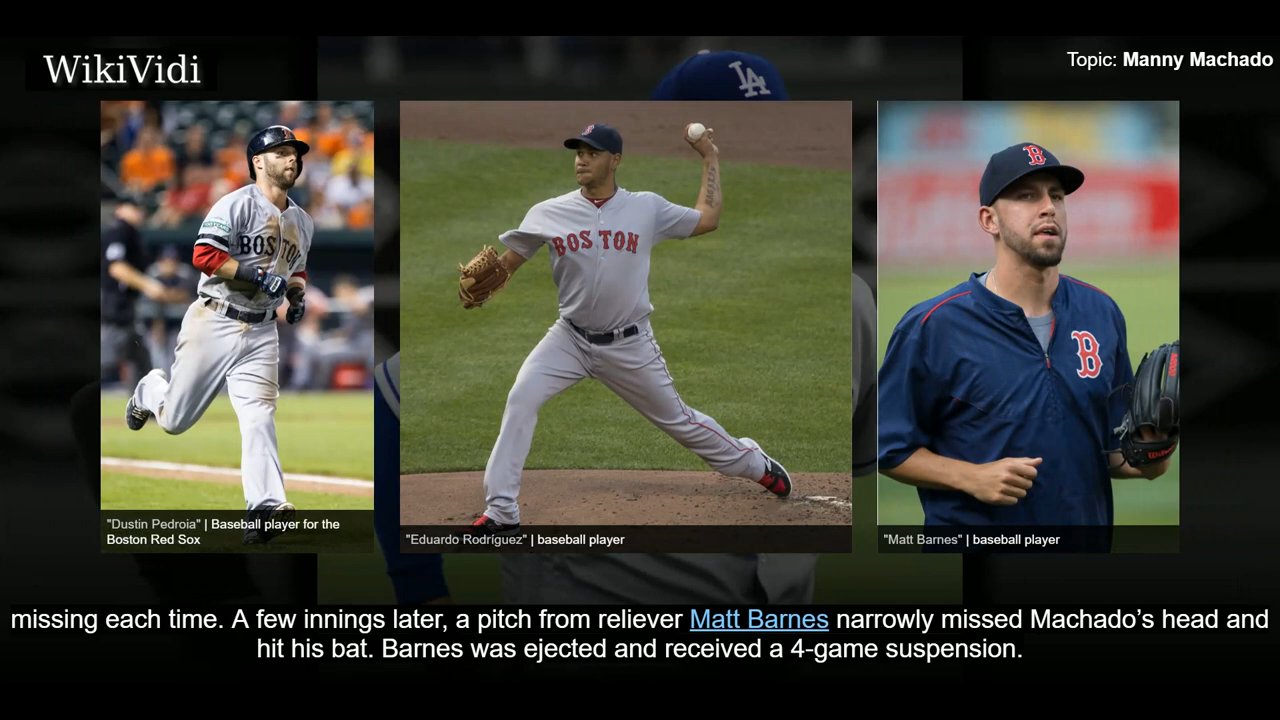 WikiVidi
Topic: Manny Machado
LA
BOSTON
"Dustin Pedroia" | Baseball player for the
Boston Red Sox
BOSTON
"Eduardo Rodríguez" | baseball player
B
B
"Matt Barnes" | baseball player
missing each time. A few innings later, a pitch from reliever Matt Barnes narrowly missed Machado’s head and
hit his bat. Barnes was ejected and received a 4-game suspension.